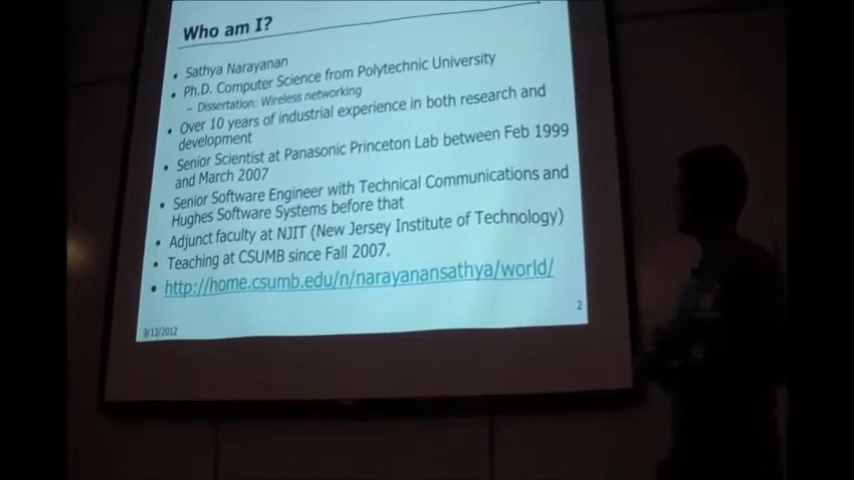 Who am I?
• Sathya Narayanan
• Ph.D. Computer Science from Polytechnic University
– Dissertation: Wireless networking
• Over 10 years of industrial experience in both research and
development
• Senior Scientist at Panasonic Princeton Lab between Feb 1999
and March 2007
• Senior Software Engineer with Technical Communications and
Hughes Software Systems before that
• Adjunct faculty at NJIT (New Jersey Institute of Technology)
• Teaching at CSUMB since Fall 2007.
• http://home.csumb.edu/n/narayanansathya/world/
9/13/2012
2